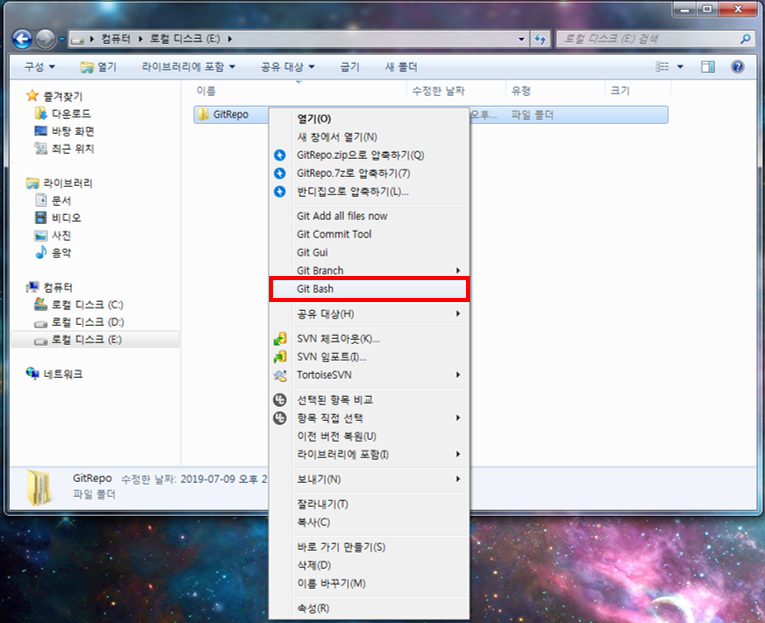 컴퓨터 로컬 디스크 (E:)
로컬 디스크 (E:) 검색
구성 열기 라이브러리에 포함 공유 대상 굽기 새 폴더
이름 수정한 날짜 유형 크기
즐겨찾기
다운로드
바탕 화면
최근 위치
라이브러리
문서
비디오
사진
음악
컴퓨터
로컬 디스크 (C:)
로컬 디스크 (D:)
로컬 디스크 (E:)
네트워크
GitRepo 오후... 파일 폴더
열기(O)
새 창에서 열기(N)
GitRepo.zip으로 압축하기(Q)
GitRepo.7z로 압축하기(7)
반디집으로 압축하기(L)...
Git Add all files now
Git Commit Tool
Git Gui
Git Branch
Git Bash
공유 대상(H)
SVN 체크아웃(K)...
SVN 임포트(I)...
TortoiseSVN
선택된 항목 비교
항목 직접 선택
이전 버전 복원(U)
라이브러리에 포함(I)
보내기(N)
잘라내기(T)
복사(C)
바로 가기 만들기(S)
삭제(D)
이름 바꾸기(M)
속성(R)
GitRepo 수정한 날짜: 2019-07-09 오후 2
파일 폴더